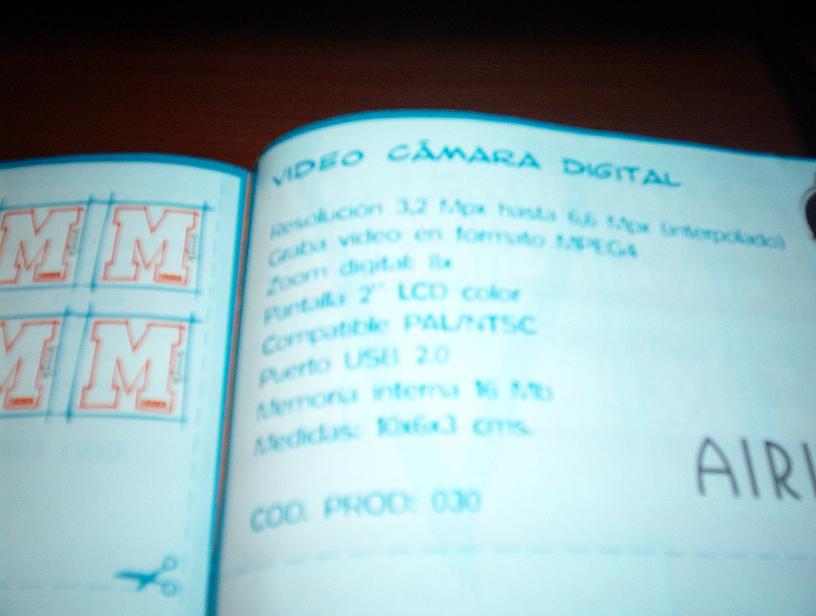 M M
M M
VIDEO CÁMARA DIGITAL
Resolución 3,2 Mpx hasta 6,6 Mpx (interpolado)
Graba video en formato MPEG4
Zoom digital: 8x
Pantalla 2" LCD color
Compatible PAL/NTSC
Puerto USB 2.0
Memoria interna 16 Mb
Medidas: 10x6x3 cms.
COD. PROD: 030
AIRI